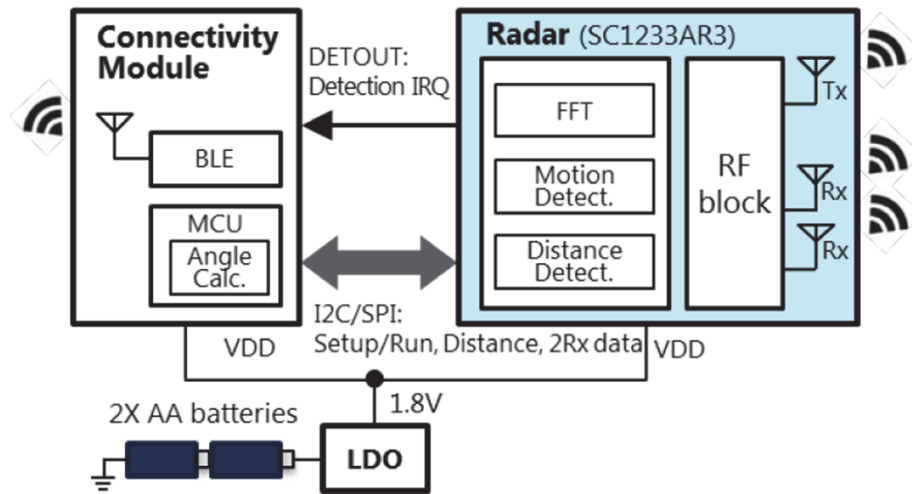 Connectivity
Module
BLE
MCU
Angle
Calc.
DETOUT:
Detection IRQ
I2C/SPI:
Setup/Run, Distance, 2Rx data
Radar (SC1233AR3)
FFT
Motion
Detect.
Distance
Detect.
RF
block
Tx
Rx
Rx
VDD
VDD
1.8V
2X AA batteries
LDO